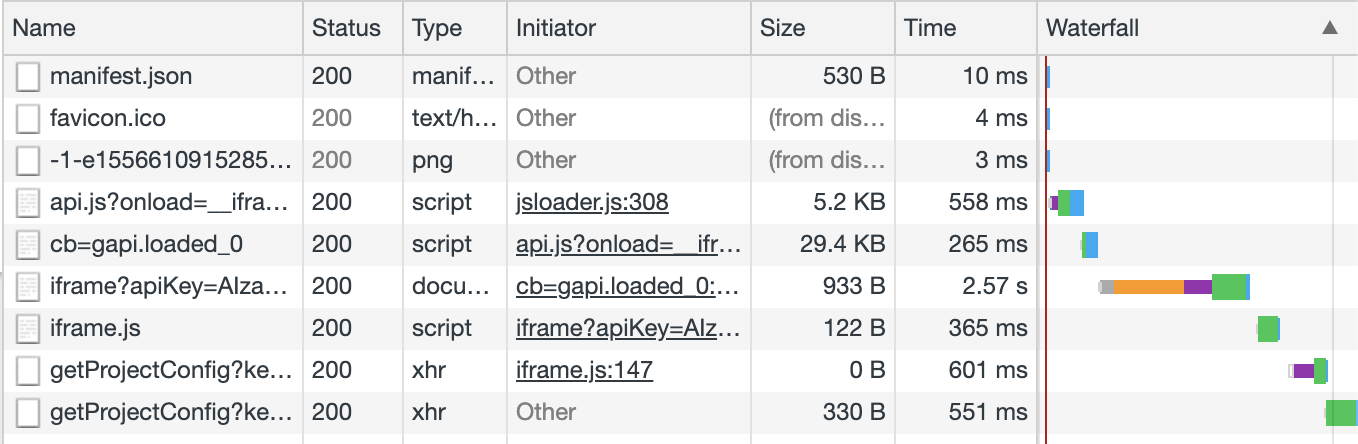 Name Status Type Initiator Size Time Waterfall ▲
manifest.json 200 manif... Other 530 B 10 ms
favicon.ico 200 text/h... Other (from dis... 4 ms
-1-e1556610915285... 200 png Other (from dis... 3 ms
api.js?onload=__ifra... 200 script jsloader.js:308 5.2 KB 558 ms
cb=gapi.loaded_0 200 script api.js?onload=__ifr... 29.4 KB 265 ms
iframe?apiKey=AIza... 200 docu... cb=gapi.loaded_0:... 933 B 2.57 s
iframe.js 200 script iframe?apiKey=AIz... 122 B 365 ms
getProjectConfig?ke... 200 xhr iframe.js:147 0 B 601 ms
getProjectConfig?ke... 200 xhr Other 330 B 551 ms